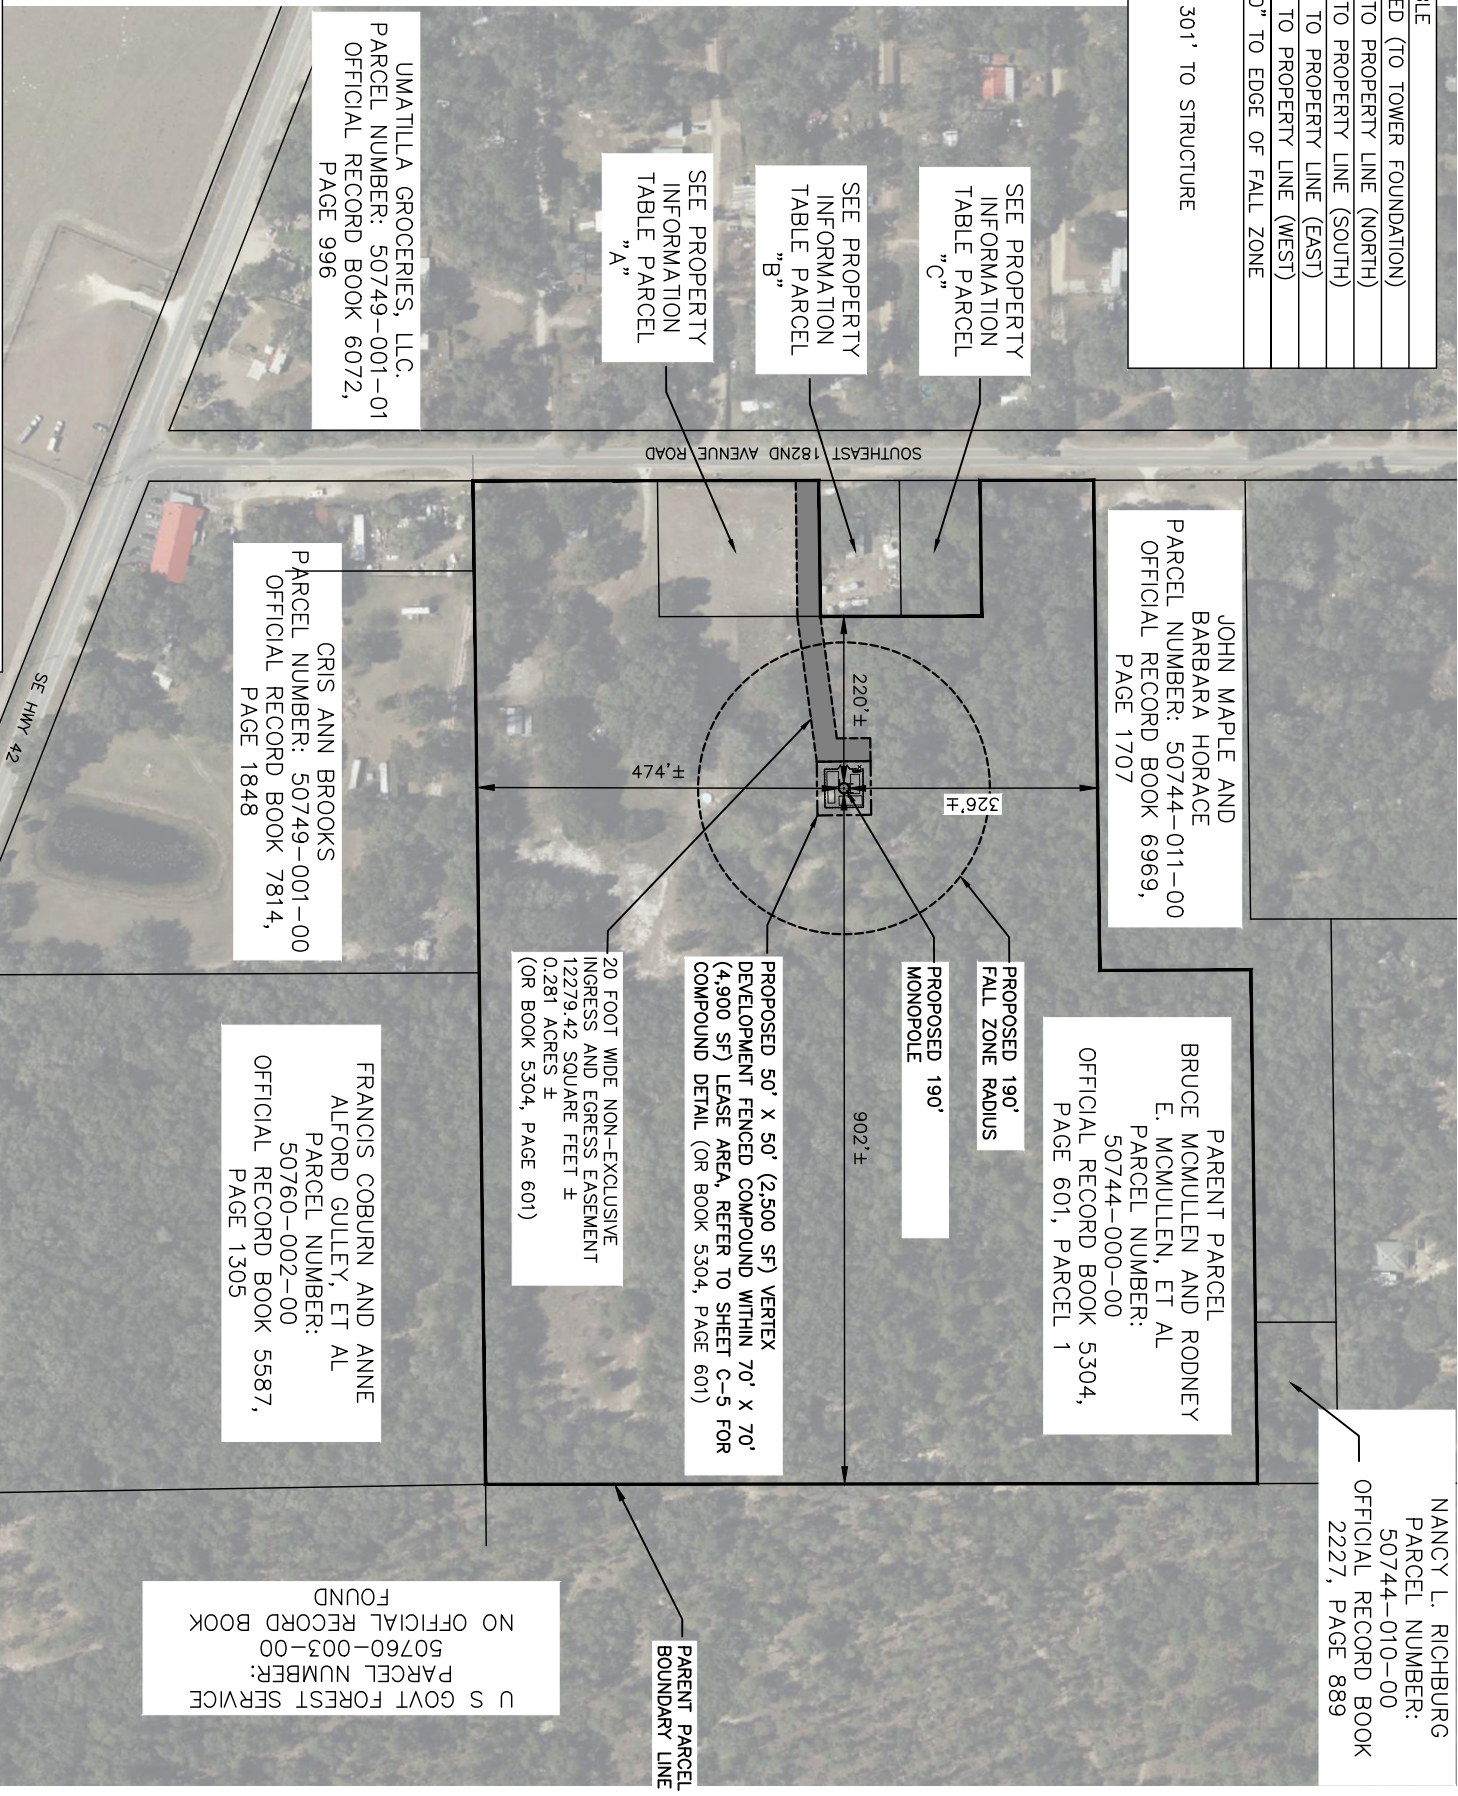 BLE
ED (TO TOWER FOUNDATION)
TO PROPERTY LINE (NORTH)
TO PROPERTY LINE (SOUTH)
TO PROPERTY LINE (EAST)
TO PROPERTY LINE (WEST)
0" TO EDGE OF FALL ZONE
301' TO STRUCTURE
SEE PROPERTY
INFORMATION
TABLE PARCEL
"C"
SEE PROPERTY
INFORMATION
TABLE PARCEL
"B"
SEE PROPERTY
INFORMATION
TABLE PARCEL
"A"
UMATILLA GROCERIES, LLC.
PARCEL NUMBER: 50749-001-01
OFFICIAL RECORD BOOK 6072,
PAGE 996
SOUTHEAST 182ND AVENUE ROAD
JOHN MAPLE AND
BARBARA HORACE
PARCEL NUMBER: 50744-011-00
OFFICIAL RECORD BOOK 6969,
PAGE 1707
CRIS ANN BROOKS
PARCEL NUMBER: 50749-001-00
OFFICIAL RECORD BOOK 7814,
PAGE 1848
SE HWY 42
220'±
474'±
326'±
902'±
PROPOSED 190'
FALL ZONE RADIUS
PROPOSED 190'
MONOPOLE
PROPOSED 50' X 50' (2,500 SF) VERTEX
DEVELOPMENT FENCED COMPOUND WITHIN 70' X 70'
(4,900 SF) LEASE AREA, REFER TO SHEET C-5 FOR
COMPOUND DETAIL (OR BOOK 5304, PAGE 601)
20 FOOT WIDE NON-EXCLUSIVE
INGRESS AND EGRESS EASEMENT
12279.42 SQUARE FEET ±
0.281 ACRES ±
(OR BOOK 5304, PAGE 601)
PARENT PARCEL
BRUCE MCMULLEN AND RODNEY
E. MCMULLEN, ET AL
PARCEL NUMBER:
50744-000-00
OFFICIAL RECORD BOOK 5304,
PAGE 601, PARCEL 1
FRANCIS COBURN AND ANNE
ALFORD GULLEY, ET AL
PARCEL NUMBER:
50760-002-00
OFFICIAL RECORD BOOK 5587,
PAGE 1305
NANCY L. RICHBURG
PARCEL NUMBER:
50744-010-00
OFFICIAL RECORD BOOK
2227, PAGE 889
PARENT PARCEL
BOUNDARY LINE
U S GOVT FOREST SERVICE
PARCEL NUMBER:
50760-003-00
NO OFFICIAL RECORD BOOK
FOUND